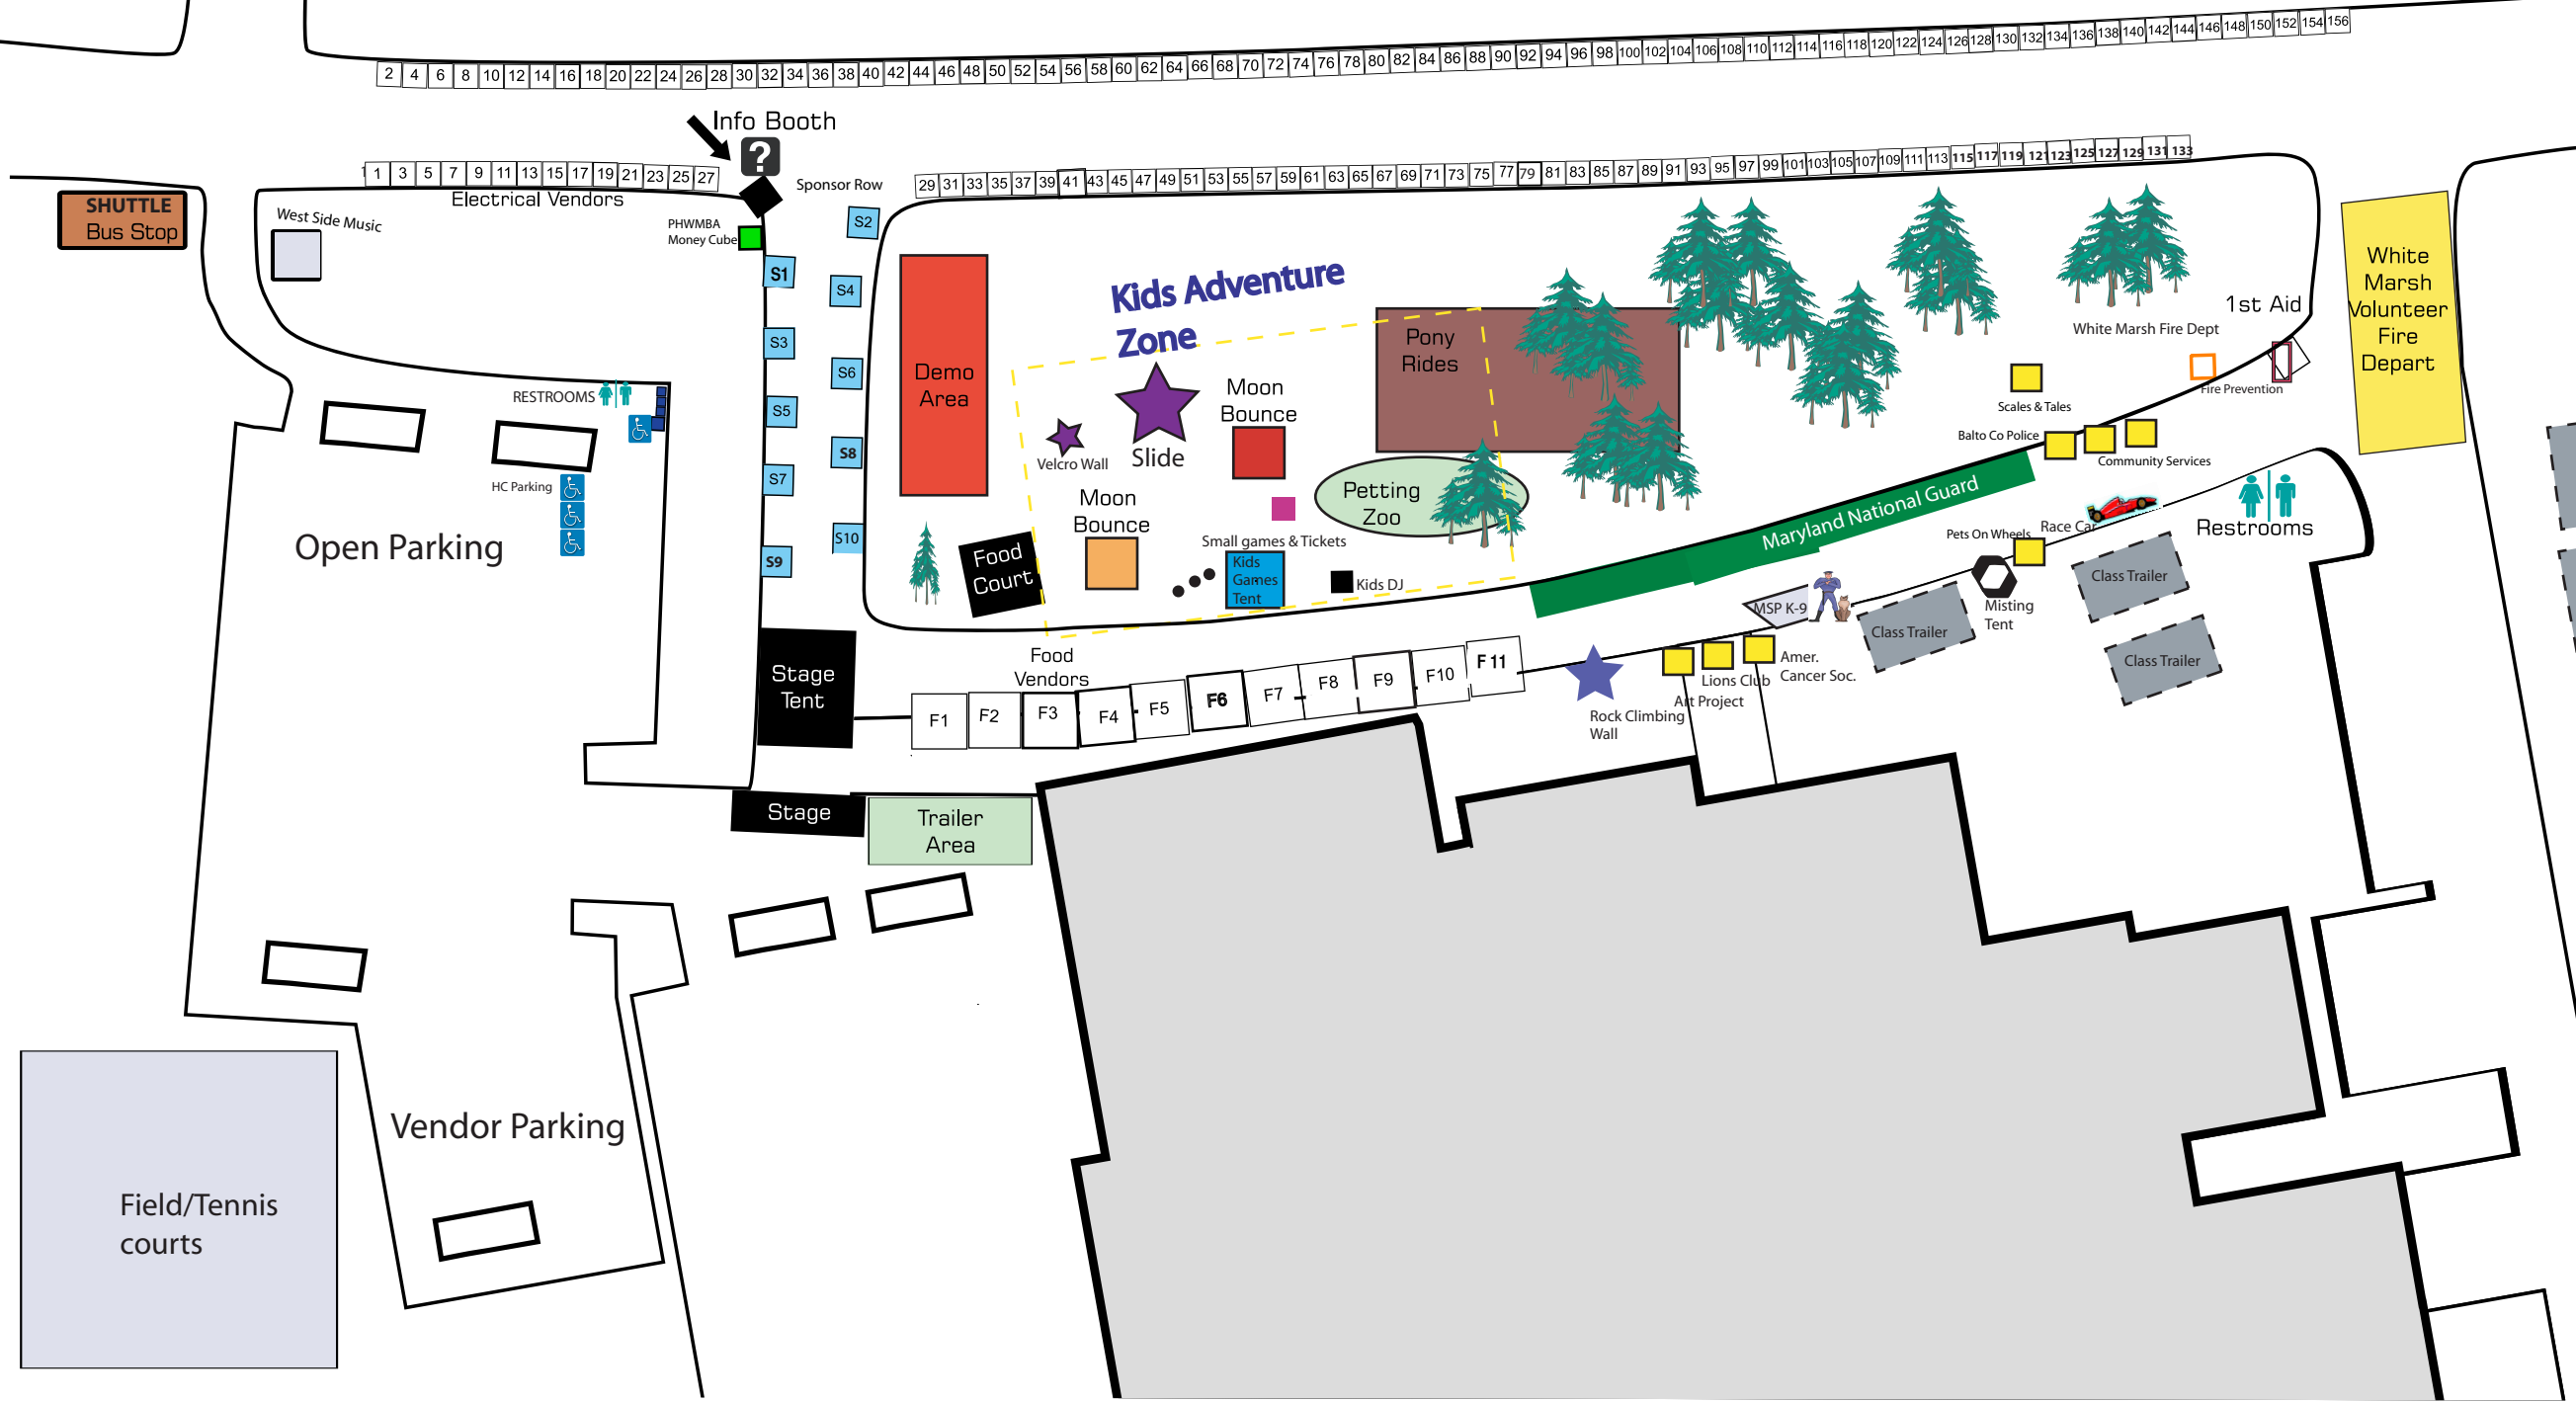 2 4 6 8 10 12 14 16 18 20 22 24 26 28 30 32 34 36 38 40 42 44 46 48 50 52 54 56 58 60 62 64 66 68 70 72 74 76 78 80 82 84 86 88 90 92 94 96 98 100 102 104 106 108 110 112 114 116 118 120 122 124 126 128 130 132 134 136 138 140 142 144 146 148 150 152 154 156
Info Booth
?
1 3 5 7 9 11 13 15 17 19 21 23 25 27
Electrical Vendors
29 31 33 35 37 39 41 43 45 47 49 51 53 55 57 59 61 63 65 67 69 71 73 75 77 79 81 83 85 87 89 91 93 95 97 99 101 103 105 107 109 111 113 115 117 119 121 123 125 127 129 131 133
SHUTTLE
Bus Stop
West Side Music
Sponsor Row
PHWMBA
Money Cube
S2
S1
S4
S3
S6
S5
S8
S7
S10
S9
Demo
Area
Kids Adventure
Zone
Pony
Rides
Velcro Wall
Slide
Moon
Bounce
Moon
Bounce
Petting
Zoo
Small games & Tickets
Kids
Games
Tent
Kids DJ
Food
Court
1st Aid
White Marsh Fire Dept
Fire Prevention
White
Marsh
Volunteer
Fire
Depart
Scales & Tales
Balto Co Police
Community Services
Maryland National Guard
Race Car
Pets On Wheels
Restrooms
Misting
Tent
MSP K-9
Class Trailer
Class Trailer
Class Trailer
RESTROOMS
HC Parking
Open Parking
Stage
Tent
Food
Vendors
F1 F2 F3 F4 F5 F6 F7 F8 F9 F10 F 11
Rock Climbing
Wall
Art Project
Lions Club
Amer.
Cancer Soc.
Stage
Trailer
Area
Vendor Parking
Field/Tennis
courts